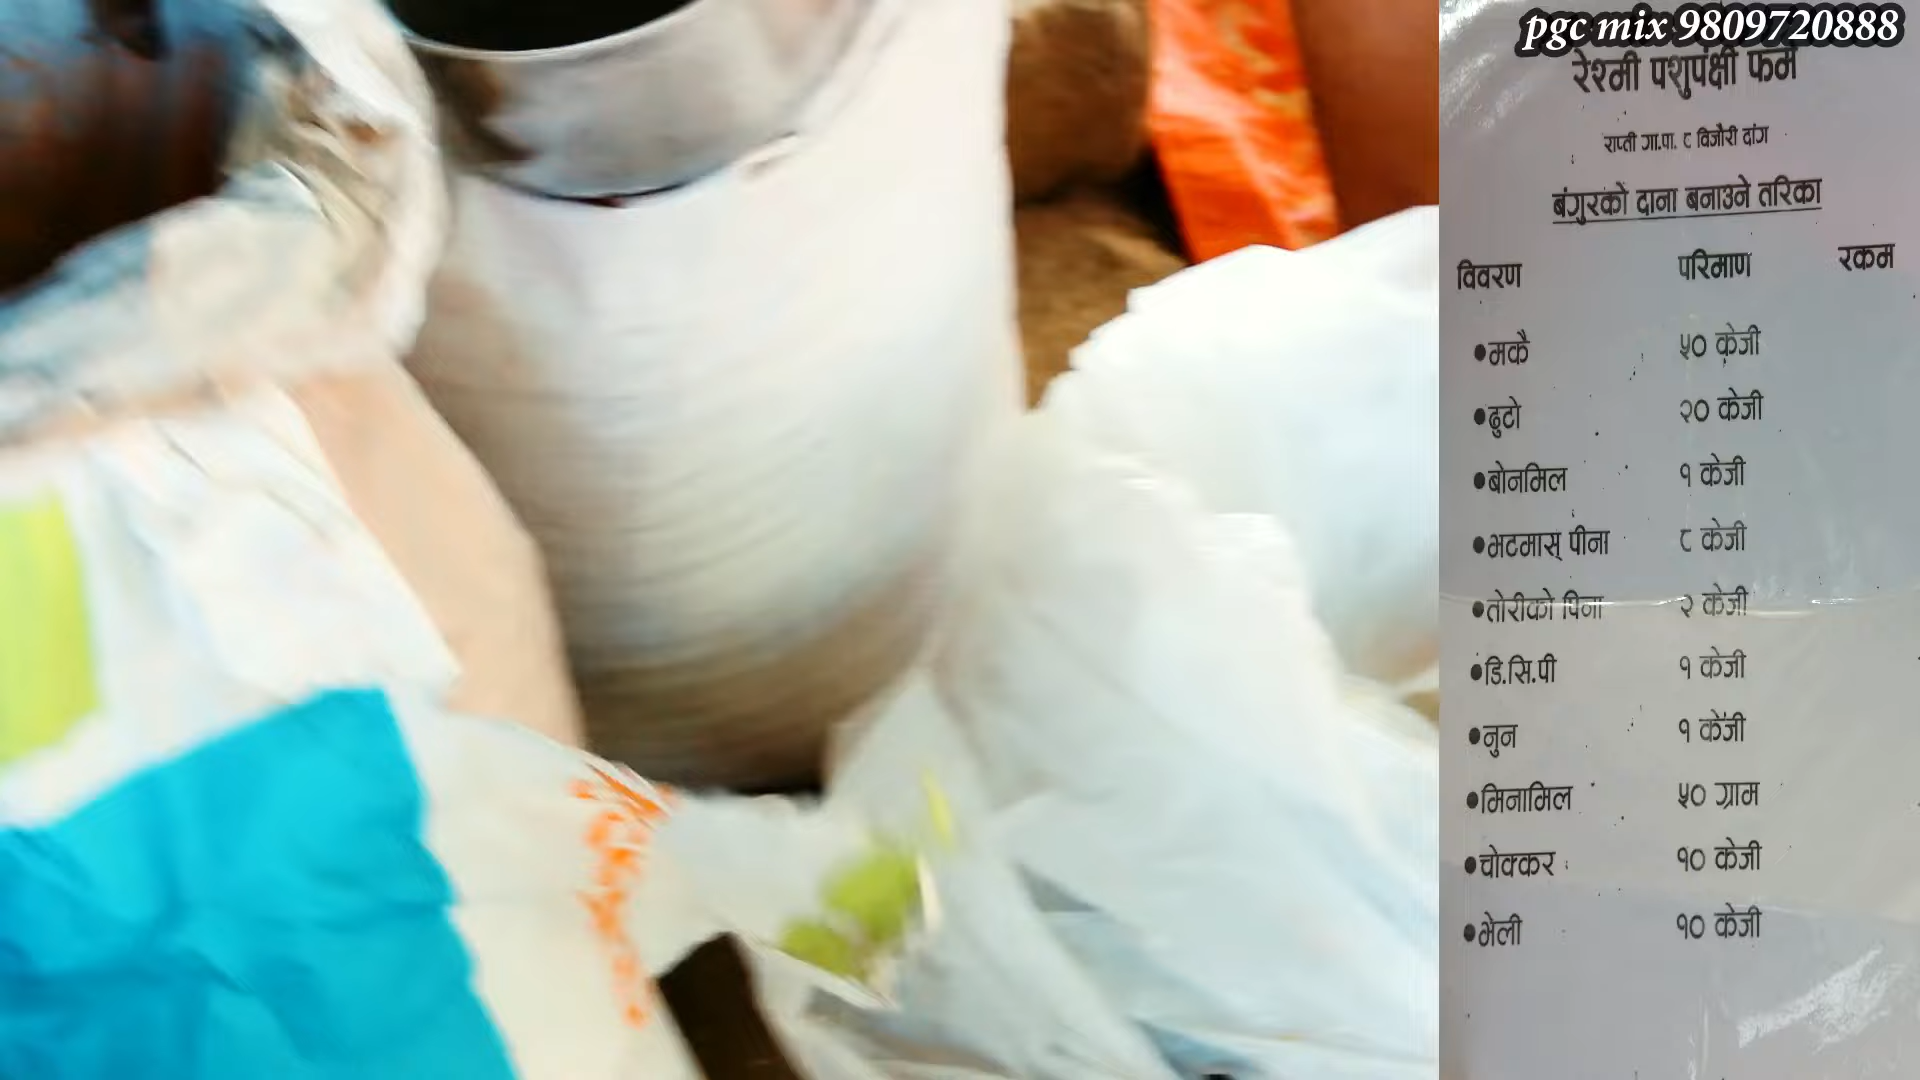 pgc mix 9809720888
रेश्मी पशुपंक्षी फर्म
राप्ती गा.पा. ८ विजौरी दांग
बंगुरको दाना बनाउने तरिका
विवरण परिमाण रकम
•मकै ५० केजी
•ढुटो २० केजी
•बोनमिल १ केजी
•भटमास् पीना ८ केजी
•तोरीको पिना २ केजी
•डि.सि.पी १ केजी
•नुन १ केजी
•मिनामिल ५० ग्राम
•चोक्कर १० केजी
•भेली १० केजी